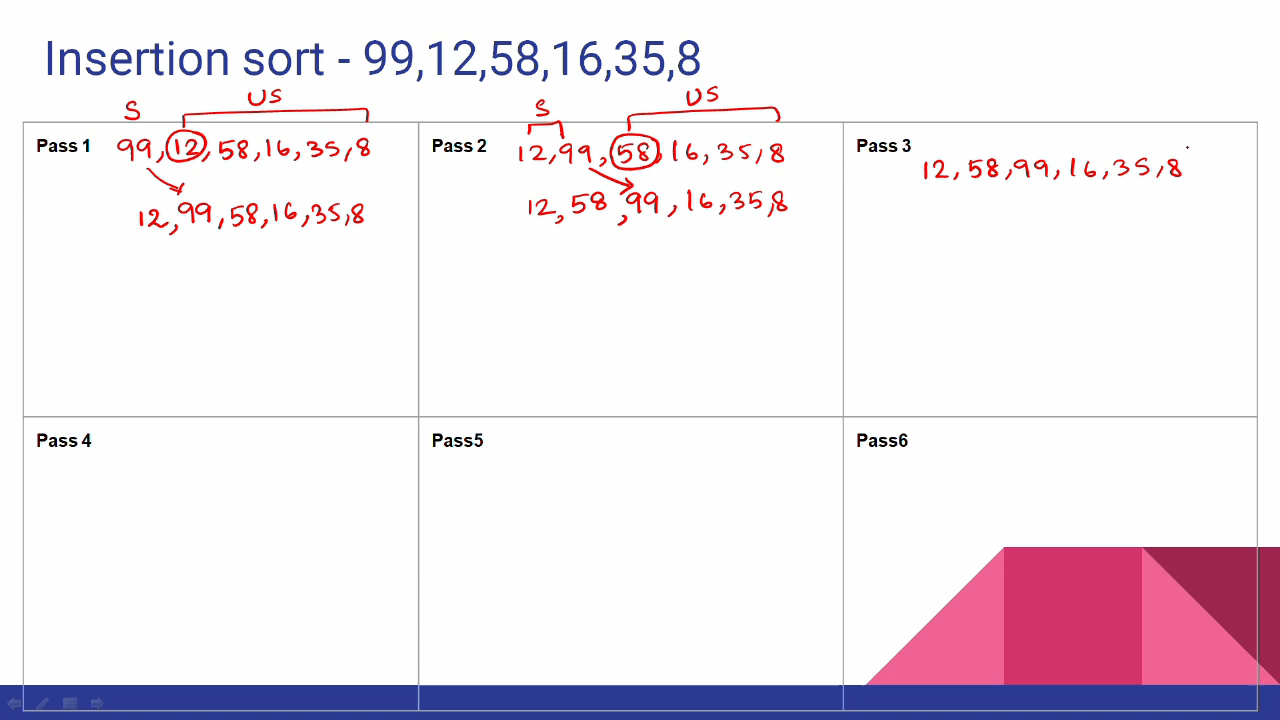 Insertion sort - 99,12,58,16,35,8
S US
Pass 1 99, 12, 58, 16, 35, 8
12, 99, 58, 16, 35, 8
S US
Pass 2 12, 99, 58, 16, 35, 8
12, 58, 99, 16, 35, 8
Pass 3 12, 58, 99, 16, 35, 8
Pass 4
Pass5
Pass6